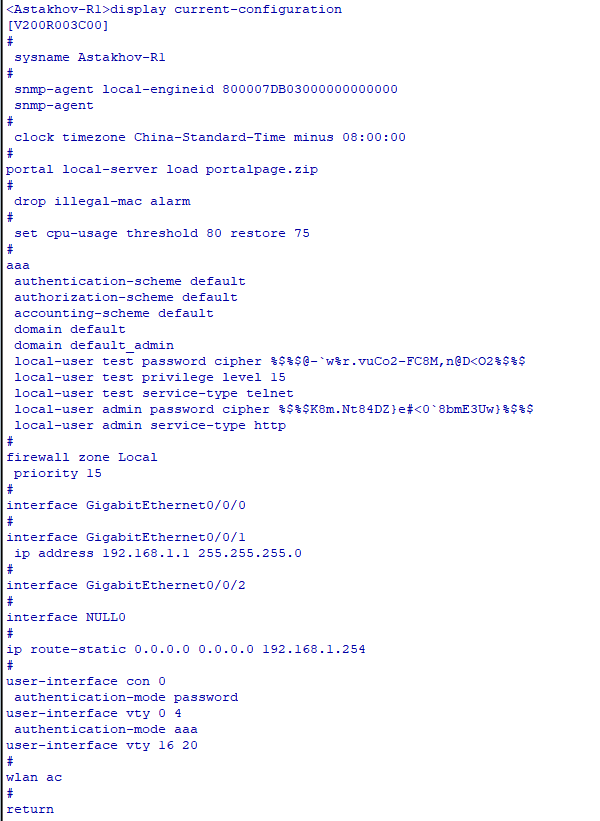 <Astakhov-R1>display current-configuration
[V200R003C00]
#
 sysname Astakhov-R1
#
 snmp-agent local-engineid 800007DB03000000000000
 snmp-agent
#
 clock timezone China-Standard-Time minus 08:00:00
#
portal local-server load portalpage.zip
#
 drop illegal-mac alarm
#
 set cpu-usage threshold 80 restore 75
#
aaa
 authentication-scheme default
 authorization-scheme default
 accounting-scheme default
 domain default
 domain default_admin
 local-user test password cipher %$%$@-`w%r.vuCo2-FC8M,n@D<O2%$%$
 local-user test privilege level 15
 local-user test service-type telnet
 local-user admin password cipher %$%$K8m.Nt84DZ}e#<0`8bmE3Uw}%$%$
 local-user admin service-type http
#
firewall zone Local
 priority 15
#
interface GigabitEthernet0/0/0
#
interface GigabitEthernet0/0/1
 ip address 192.168.1.1 255.255.255.0
#
interface GigabitEthernet0/0/2
#
interface NULL0
#
ip route-static 0.0.0.0 0.0.0.0 192.168.1.254
#
user-interface con 0
 authentication-mode password
user-interface vty 0 4
 authentication-mode aaa
user-interface vty 16 20
#
wlan ac
#
return